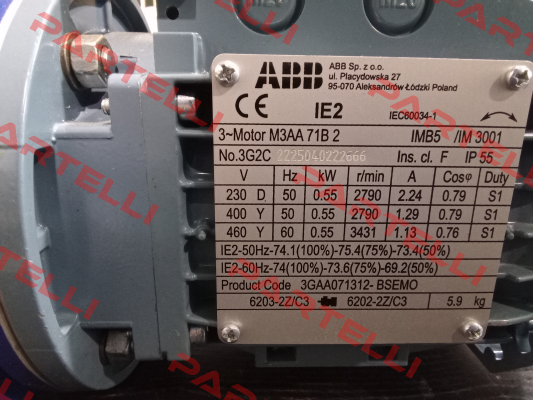 ABB
ABB Sp. z o.o.
ul. Placydowska 27
95-070 Aleksandrów Łódzki Poland
CE IE2 IEC60034-1
3~Motor M3AA 71B 2 IMB5 /IM 3001
No.3G2C 2225040222666 Ins. cl. F IP 55
V Hz kW r/min A Cosφ Duty
230 D 50 0.55 2790 2.24 0.79 S1
400 Y 50 0.55 2790 1.29 0.79 S1
460 Y 60 0.55 3431 1.13 0.76 S1
IE2-50Hz-74.1(100%)-75.4(75%)-73.4(50%)
IE2-60Hz-74(100%)-73.6(75%)-69.2(50%)
Product Code 3GAA071312- BSEMO
6203-2Z/C3 6202-2Z/C3 5.9 kg
PARTELLI